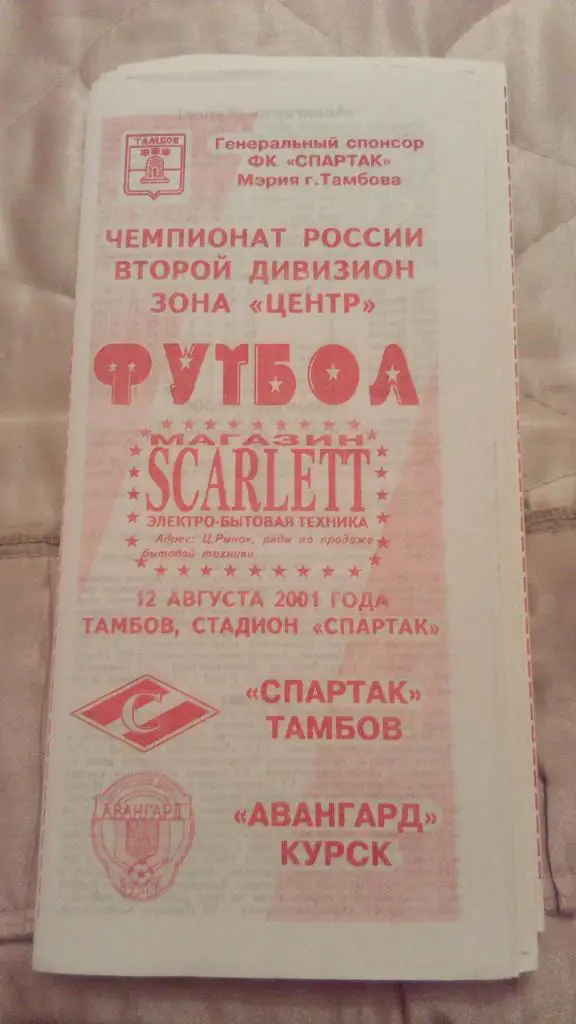 ТАМБОВ
Генеральный спонсор
ФК «СПАРТАК»
Мэрия г.Тамбова
ЧЕМПИОНАТ РОССИИ
ВТОРОЙ ДИВИЗИОН
ЗОНА «ЦЕНТР»
ФУТБОЛ
МАГАЗИН
SCARLETT
ЭЛЕКТРО-БЫТОВАЯ ТЕХНИКА
Адрес: Ц.Рынок, ряды по продаже
бытовой техники
12 АВГУСТА 2001 ГОДА
ТАМБОВ, СТАДИОН «СПАРТАК»
С
«СПАРТАК»
ТАМБОВ
АВАНГАРД
КУРСК
«АВАНГАРД»
КУРСК